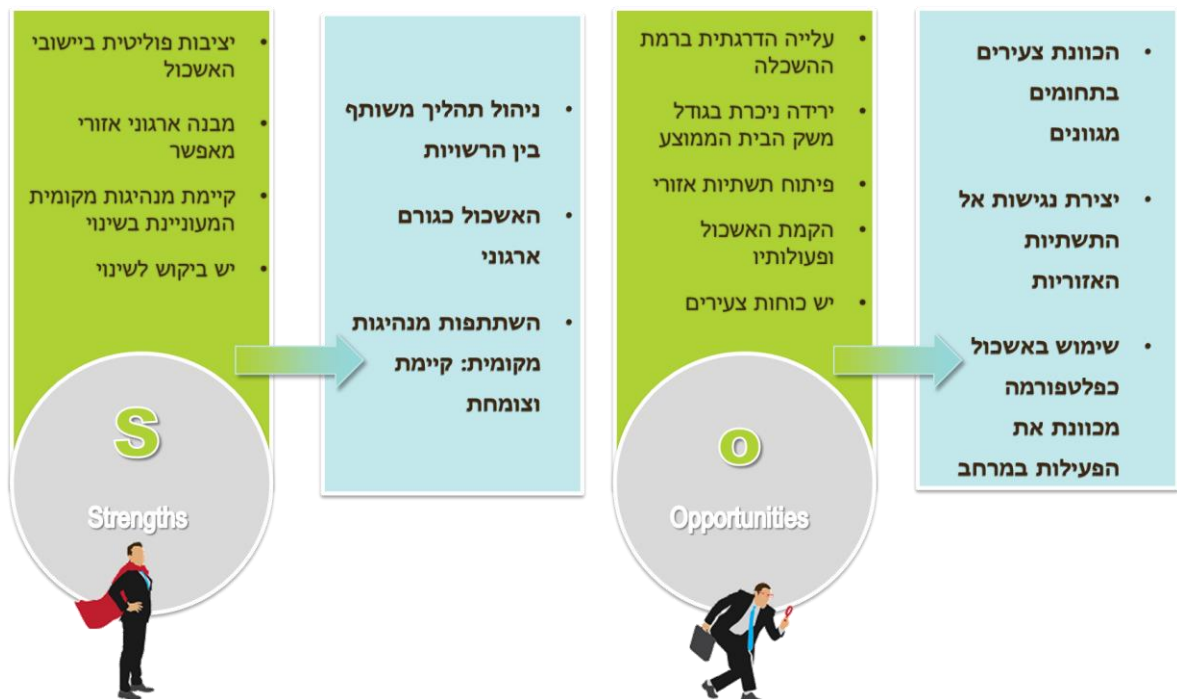 • יציבות פוליטית ביישובי
האשכול
• מבנה ארגוני אזורי
מאפשר
• קיימת מנהיגות מקומית
המעוניינת בשינוי
• יש ביקוש לשינוי
S
Strengths
• ניהול תהליך משותף
בין הרשויות
• האשכול כגורם
ארגוני
• השתתפות מנהיגות
מקומית: קיימת
וצומחת
• עלייה הדרגתית ברמת
ההשכלה
• ירידה ניכרת בגודל
משק הבית הממוצע
• פיתוח תשתיות אזורי
• הקמת האשכול
ופעולותיו
• יש כוחות צעירים
O
Opportunities
• הכוונת צעירים
בתחומים
מגוונים
• יצירת נגישות אל
התשתיות
האזוריות
• שימוש באשכול
כפלטפורמה
מכוונת את
הפעילות במרחב